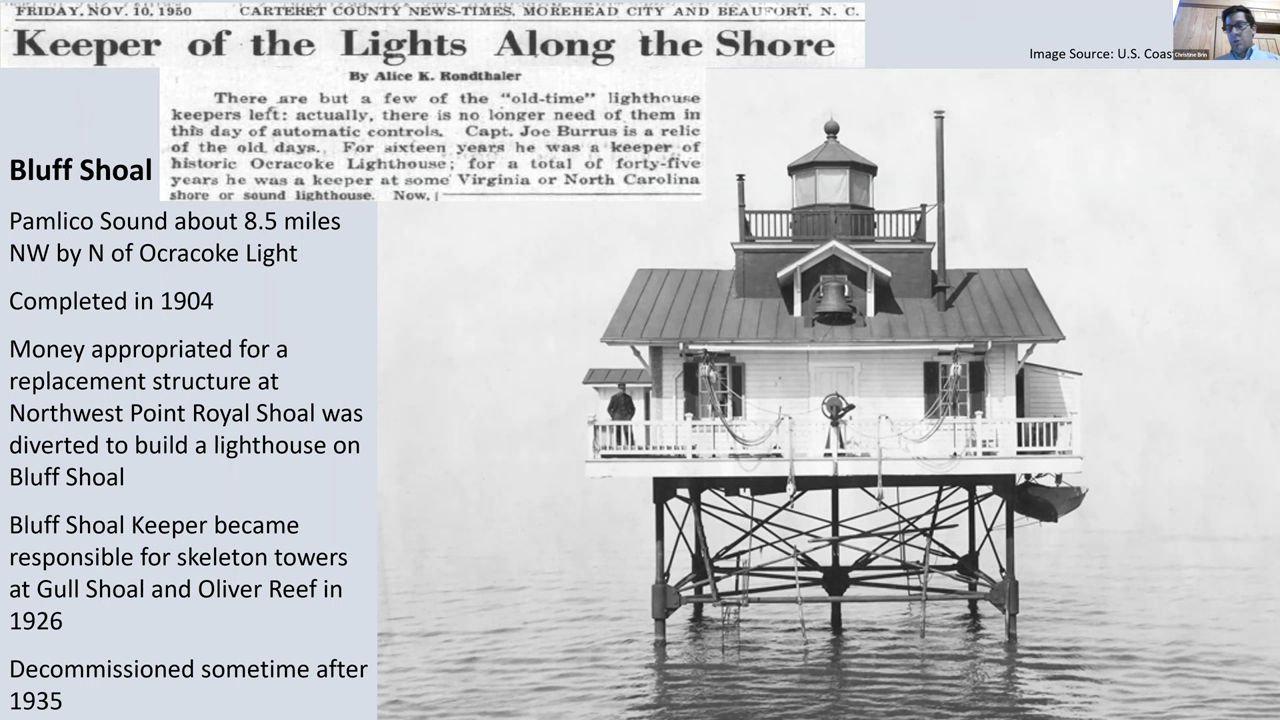 FRIDAY, NOV. 10, 1950 CARTERET COUNTY NEWS-TIMES, MOREHEAD CITY AND BEAUFORT, N. C.
Keeper of the Lights Along the Shore
By Alice K. Rondthaler
There are but a few of the "old-time" lighthouse
keepers left: actually, there is no longer need of them in
this day of automatic controls. Capt. Joe Burrus is a relic
of the old days. For sixteen years he was a keeper of
historic Ocracoke Lighthouse; for a total of forty-five
years he was a keeper at some Virginia or North Carolina
shore or sound lighthouse. Now,
Image Source: U.S. Coas
Christine Brin
Bluff Shoal
Pamlico Sound about 8.5 miles
NW by N of Ocracoke Light
Completed in 1904
Money appropriated for a
replacement structure at
Northwest Point Royal Shoal was
diverted to build a lighthouse on
Bluff Shoal
Bluff Shoal Keeper became
responsible for skeleton towers
at Gull Shoal and Oliver Reef in
1926
Decommissioned sometime after
1935